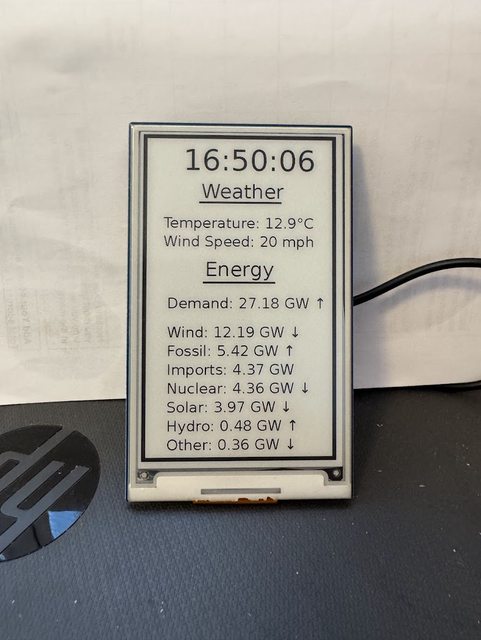 16:50:06
Weather
Temperature: 12.9°C
Wind Speed: 20 mph
Energy
Demand: 27.18 GW ↑
Wind: 12.19 GW ↓
Fossil: 5.42 GW ↑
Imports: 4.37 GW
Nuclear: 4.36 GW ↓
Solar: 3.97 GW ↓
Hydro: 0.48 GW ↑
Other: 0.36 GW ↓
hp